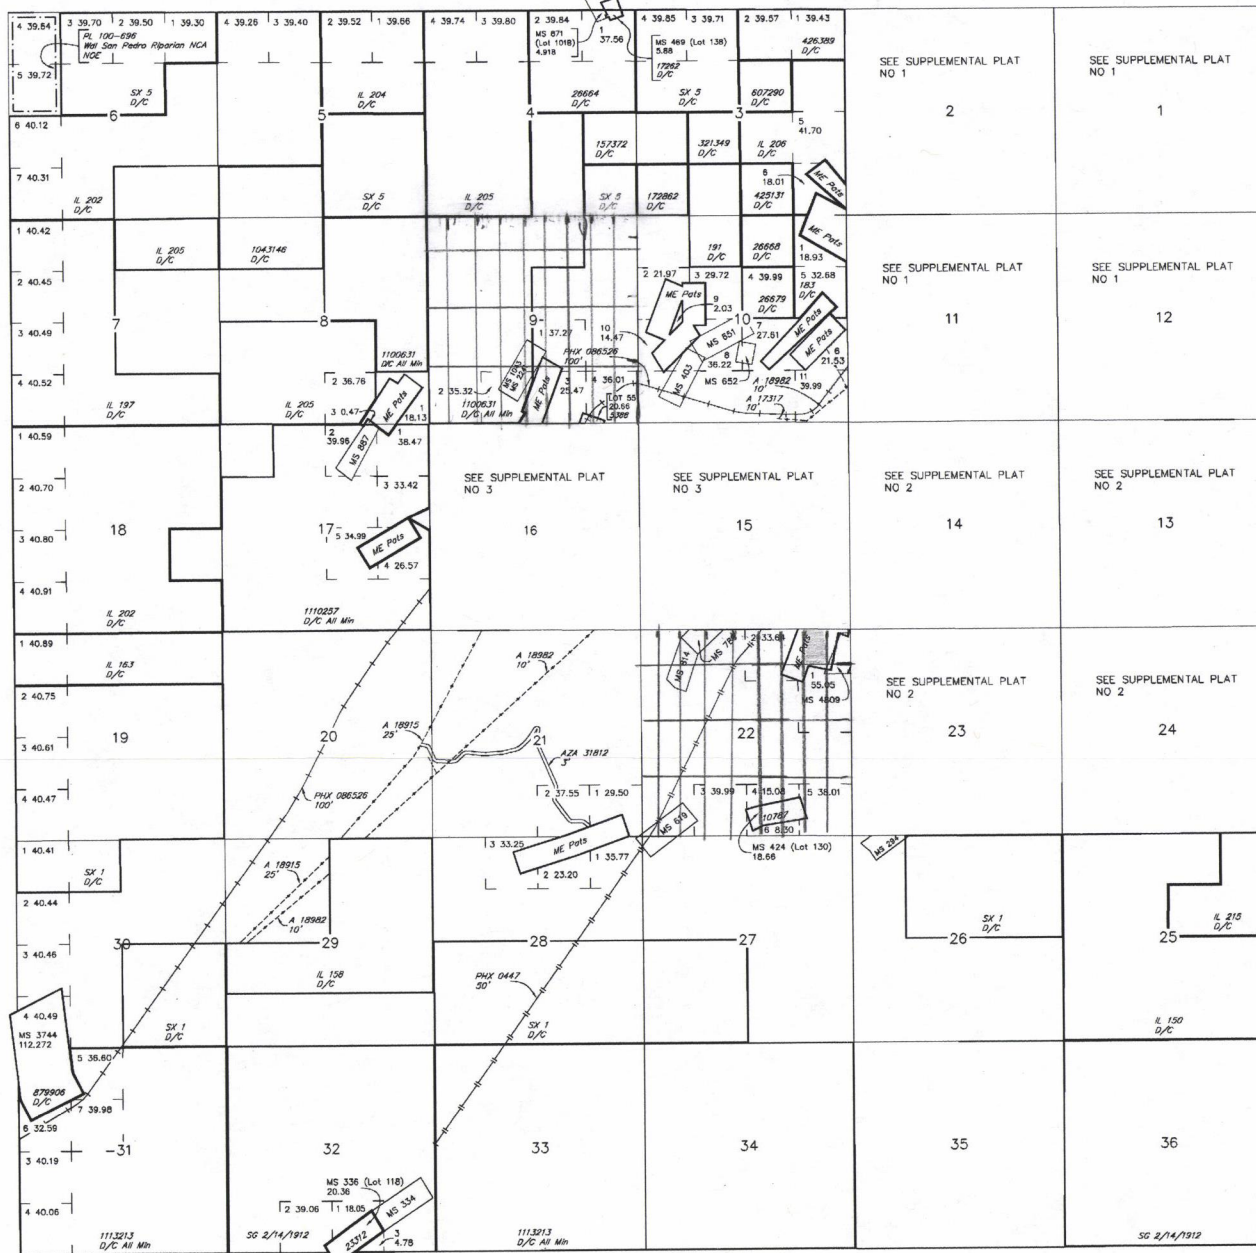 4 39.64
3 39.70
2 39.50
1 39.30
4 39.26
3 39.40
2 39.52
1 39.66
4 39.74
3 39.80
2 39.84
1
37.56
4 39.85
3 39.71
2 39.57
1 39.43
PL 100-696
Wdl San Pedro Riparian NCA
NOE
5 39.72
MS 871
(Lot 101B)
4.918
MS 469 (Lot 138)
5.88
17262
D/C
426389
D/C
SX 5
D/C
IL 204
D/C
26664
D/C
SX 5
D/C
607290
D/C
6
5
4
3
SEE SUPPLEMENTAL PLAT
NO 1
2
SEE SUPPLEMENTAL PLAT
NO 1
1
6 40.12
7 40.31
IL 202
D/C
SX 5
D/C
IL 205
D/C
157372
D/C
SX 5
D/C
321349
D/C
172862
D/C
IL 206
D/C
5
41.70
6
18.01
425131
D/C
ME Pats
1 40.42
2 40.45
3 40.49
4 40.52
IL 205
D/C
1043146
D/C
7
8
9
10
191
D/C
26668
D/C
ME Pats
1
18.93
2 21.97
3 29.72
4 39.99
5 32.68
183
D/C
26679
D/C
ME Pats
9
2.03
10
14.47
PHX 086526
100'
MS 651
7
27.61
8
36.22
MS 652
MS 403
ME Pats
ME Pats
6
21.53
11
39.99
A 18982
10'
A 17317
10'
1 37.27
MS 1043
2 35.32
1100631
D/C All Min
ME Pats
3
25.47
4 36.01
Lot 55
20.66
1100631
D/C All Min
2 36.76
3 0.47
ME Pats
1
18.13
IL 197
D/C
IL 205
D/C
SEE SUPPLEMENTAL PLAT
NO 1
11
SEE SUPPLEMENTAL PLAT
NO 1
12
1 40.59
2 40.70
3 40.80
4 40.91
18
IL 202
D/C
2
39.96
1
38.47
MS 887
3 33.42
17
5 34.99
ME Pats
4 26.57
1110257
D/C All Min
SEE SUPPLEMENTAL PLAT
NO 3
16
SEE SUPPLEMENTAL PLAT
NO 3
15
SEE SUPPLEMENTAL PLAT
NO 2
14
SEE SUPPLEMENTAL PLAT
NO 2
13
1 40.89
IL 163
D/C
2 40.75
3 40.61
4 40.47
19
20
PHX 086526
100'
A 18982
10'
A 18915
25'
21
AZA 31812
3'
2 37.55
1 29.50
MS 814
2 33.64
ME Pats
1
55.05
MS 4809
22
3 39.99
4 15.08
5 38.01
10767
6 8.30
MS 619
MS 424 (Lot 130)
18.66
SEE SUPPLEMENTAL PLAT
NO 2
23
SEE SUPPLEMENTAL PLAT
NO 2
24
1 40.41
SX 1
D/C
2 40.44
3 40.46
4 40.49
30
A 18915
25'
A 18982
10'
29
IL 158
D/C
3 33.25
ME Pats
1 35.77
2 23.20
28
PHX 0447
50'
SX 1
D/C
SX 1
D/C
27
MS 294
SX 1
D/C
26
IL 215
D/C
25
IL 150
D/C
MS 3744
112.272
5 36.60
879906
D/C
7 39.98
6 32.59
3 40.19
4 40.06
31
1113213
D/C All Min
32
MS 336 (Lot 118)
20.36
2 39.06
1 18.05
MS 334
23312
3
4.78
SG 2/14/1912
33
1113213
D/C All Min
34
35
36
SG 2/14/1912